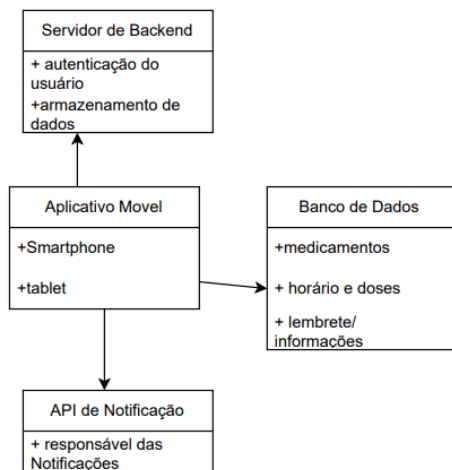 Servidor de Backend
+ autenticação do
usuário
+armazenamento de
dados
Aplicativo Movel
+Smartphone
+tablet
Banco de Dados
+medicamentos
+ horário e doses
+ lembrete/
informações
API de Notificação
+ responsável das
Notificações